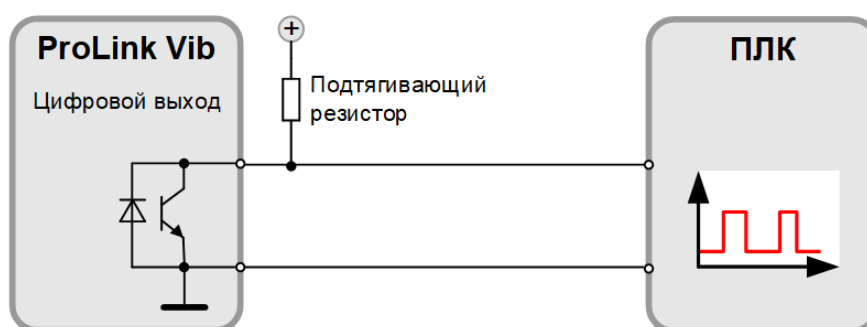 ProLink Vib
Цифровой выход
+
Подтягивающий
резистор
ПЛК